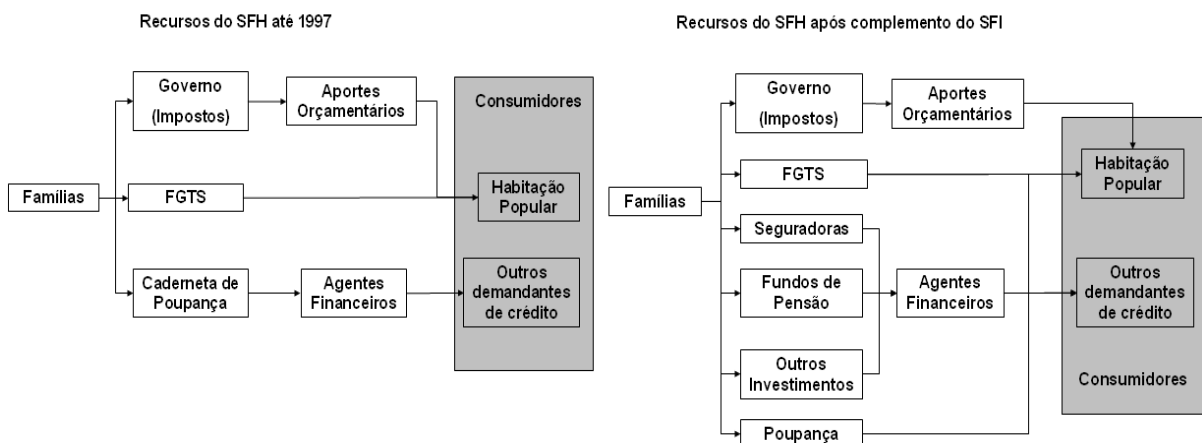 Recursos do SFH até 1997
Governo
(Impostos)
Aportes
Orçamentários
Consumidores
Famílias
FGTS
Habitação
Popular
Caderneta de
Poupança
Agentes
Financeiros
Outros
demandantes
de crédito
Recursos do SFH após complemento do SFI
Governo
(Impostos)
Aportes
Orçamentários
Habitação
Popular
FGTS
Famílias
Seguradoras
Fundos de
Pensão
Agentes
Financeiros
Outros
demandantes
de crédito
Outros
Investimentos
Consumidores
Poupança